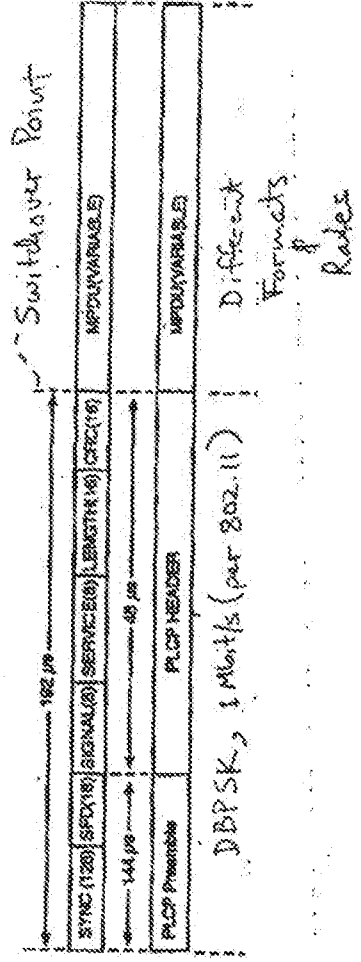 Switchover Point
192 µs
SYNC (128) SFD(16) SIGNAL(8) SERVICE(8) LENGTH(16) CRC(16) MPDU(VARIABLE)
144 µs 48 µs
PLCP Preamble PLCP HEADER MPDU(VARIABLE)
DBPSK, 1 Mbit/s (per 802.11) Different
Formats
&
Rates